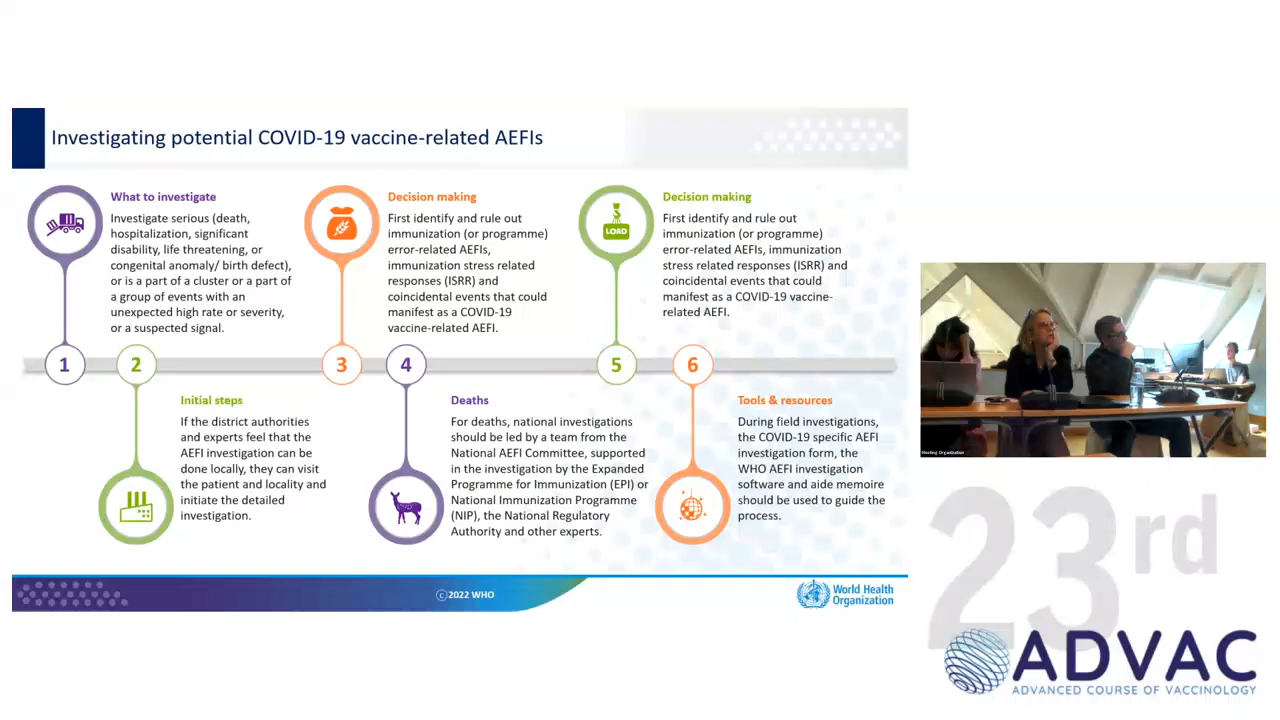 Investigating potential COVID-19 vaccine-related AEFIs
What to investigate
Investigate serious (death,
hospitalization, significant
disability, life threatening, or
congenital anomaly/ birth defect),
or is a part of a cluster or a part of
a group of events with an
unexpected high rate or severity,
or a suspected signal.
Decision making
First identify and rule out
immunization (or programme)
error-related AEFIs,
immunization stress related
responses (ISRR) and
coincidental events that could
manifest as a COVID-19
vaccine-related AEFI.
LOAD
Decision making
First identify and rule out
immunization (or programme)
error-related AEFIs, immunization
stress related responses (ISRR) and
coincidental events that could
manifest as a COVID-19 vaccine-
related AEFI.
1
2
3
4
5
6
Initial steps
If the district authorities
and experts feel that the
AEFI investigation can be
done locally, they can visit
the patient and locality and
initiate the detailed
investigation.
Deaths
For deaths, national investigations
should be led by a team from the
National AEFI Committee, supported
in the investigation by the Expanded
Programme for Immunization (EPI) or
National Immunization Programme
(NIP), the National Regulatory
Authority and other experts.
Tools & resources
During field investigations,
the COVID-19 specific AEFI
investigation form, the
WHO AEFI investigation
software and aide memoire
should be used to guide the
process.
©2022 WHO
World Health
Organization
Meeting Organization
23rd
ADVAC
ADVANCED COURSE OF VACCINOLOGY